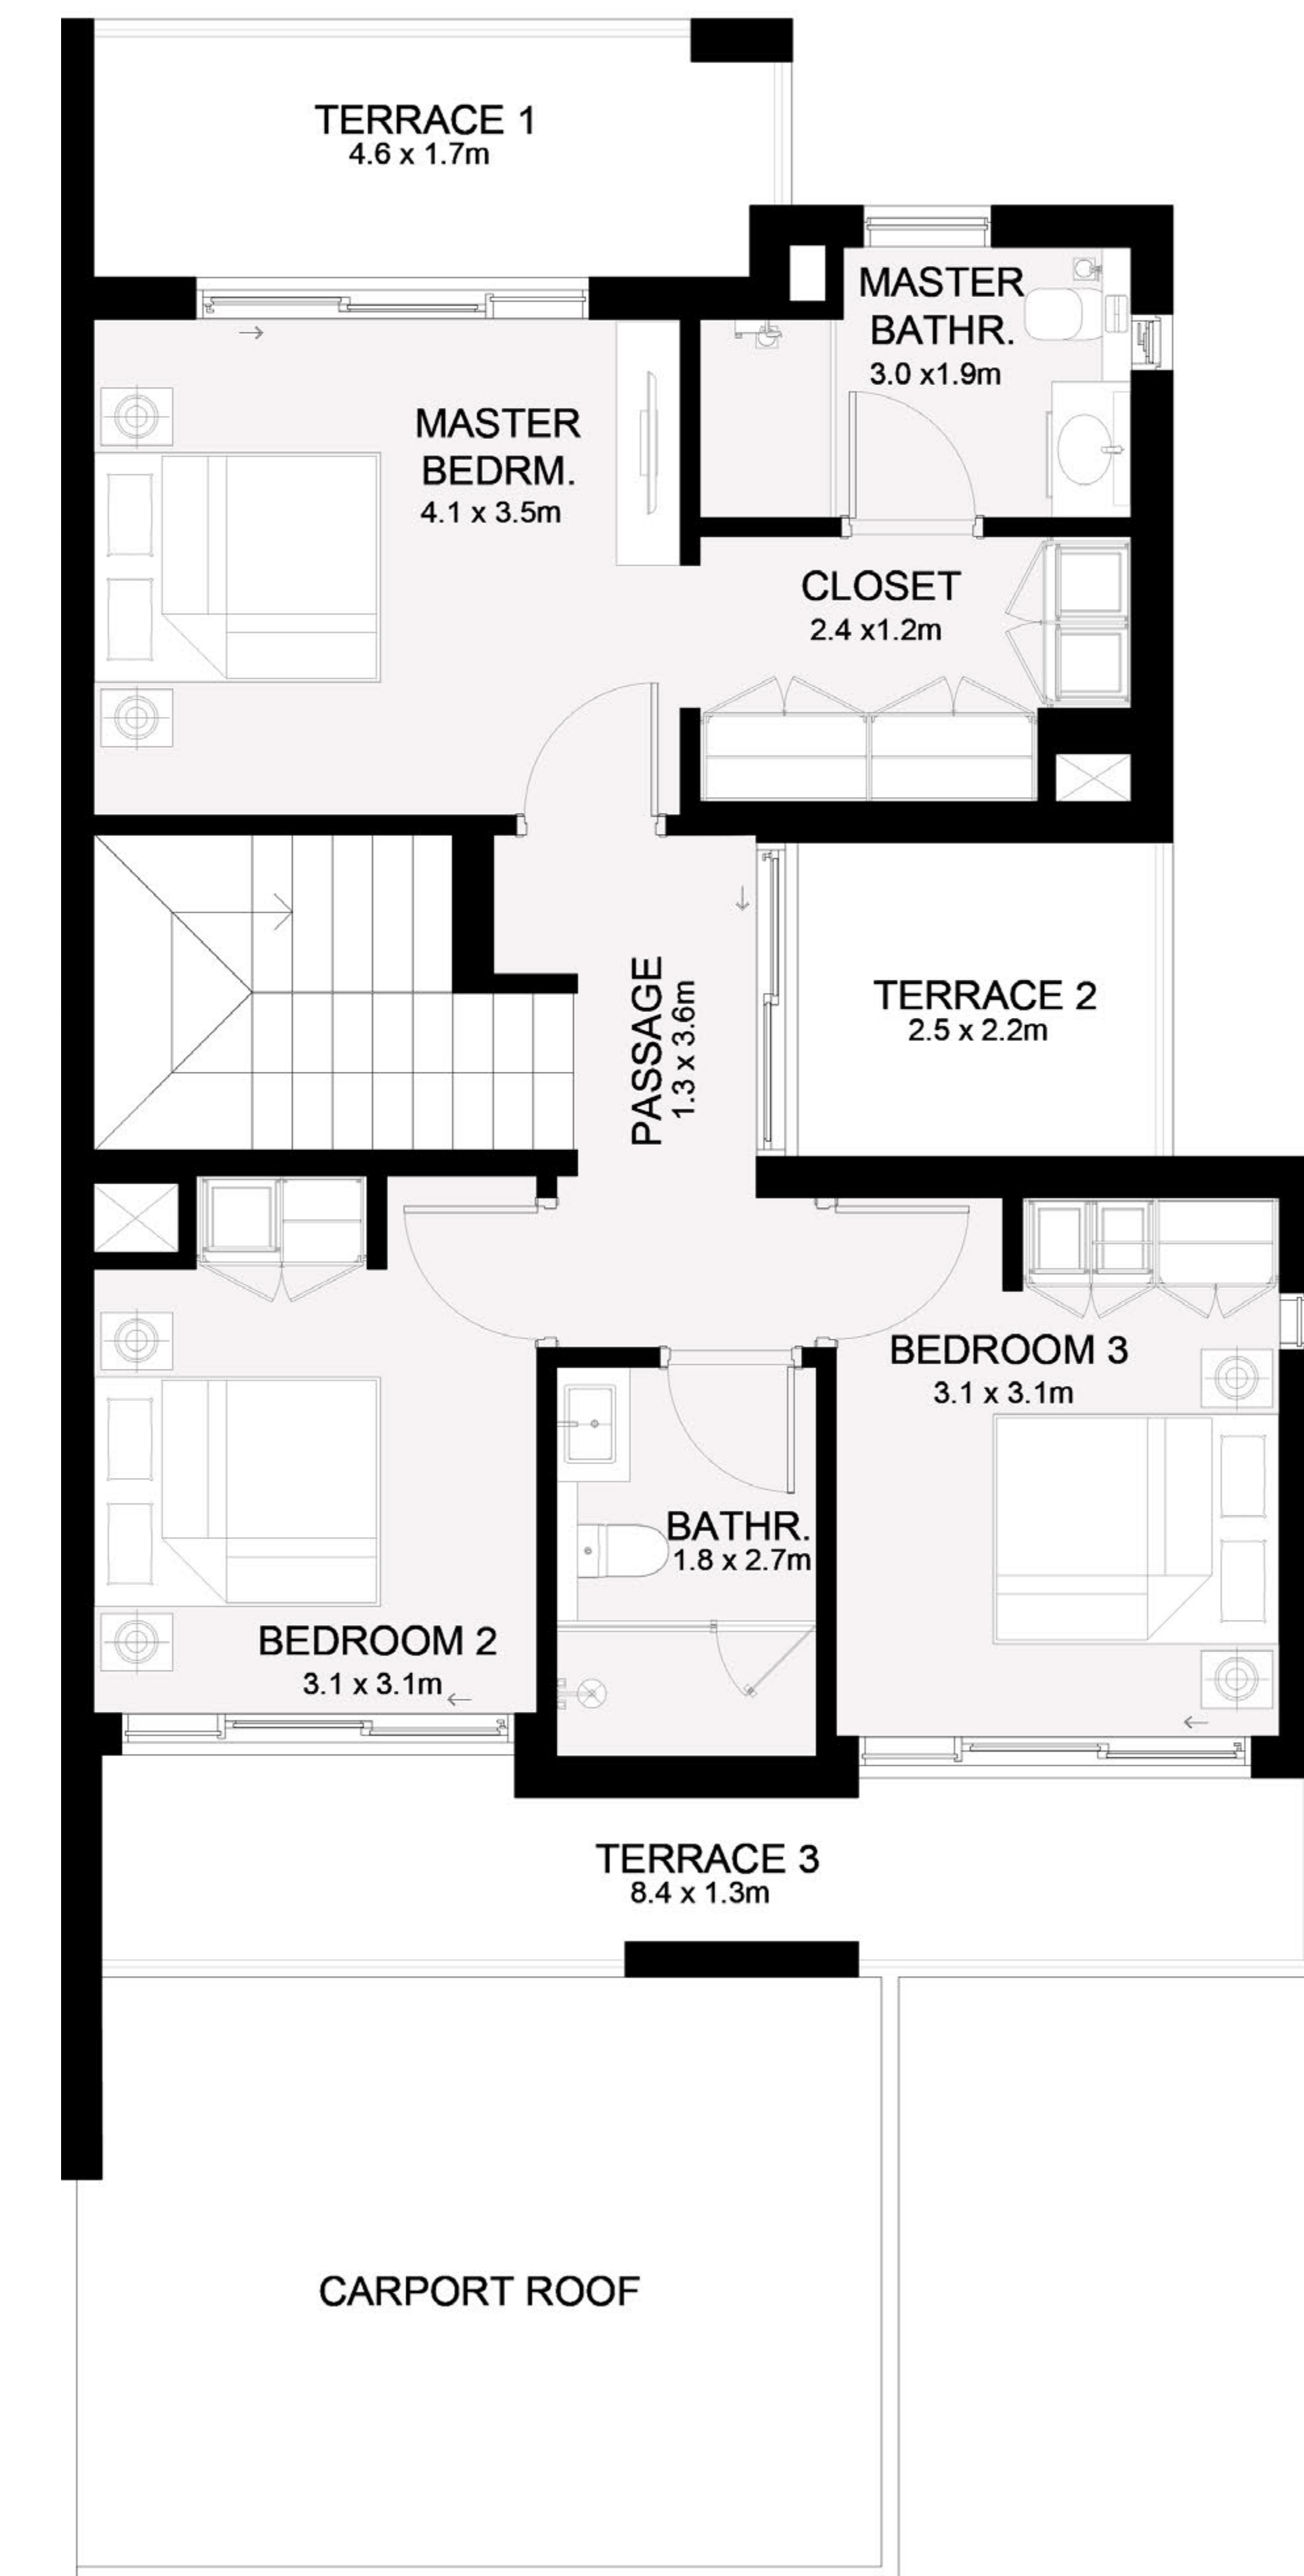 TERRACE 1
4.6 x 1.7m
MASTER
BATHR.
3.0 x1.9m
MASTER
BEDRM.
4.1 x 3.5m
CLOSET
2.4 x1.2m
PASSAGE
1.3 x 3.6m
TERRACE 2
2.5 x 2.2m
BEDROOM 3
3.1 x 3.1m
BATHR.
1.8 x 2.7m
BEDROOM 2
3.1 x 3.1m
TERRACE 3
8.4 x 1.3m
CARPORT ROOF